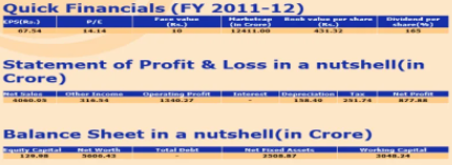 Quick Financials (FY 2011-12)
EPS(Rs.) P/E Face value (Rs.) Marketcap (in Crore) Book value per share (Rs.) Dividend per share(%)
67.54 14.14 10 12411.00 431.32 165
Statement of Profit & Loss in a nutshell(in
Crore)
Net Sales Other Income Operating Profit Interest Depreciation Tax Net Profit
4060.95 316.54 1340.27 - 158.49 251.74 877.88
Balance Sheet in a nutshell(in Crore)
Equity Capital Net Worth Total Debt Net Fixed Assets Working Capital
129.98 5600.43 - 2508.87 3048.24